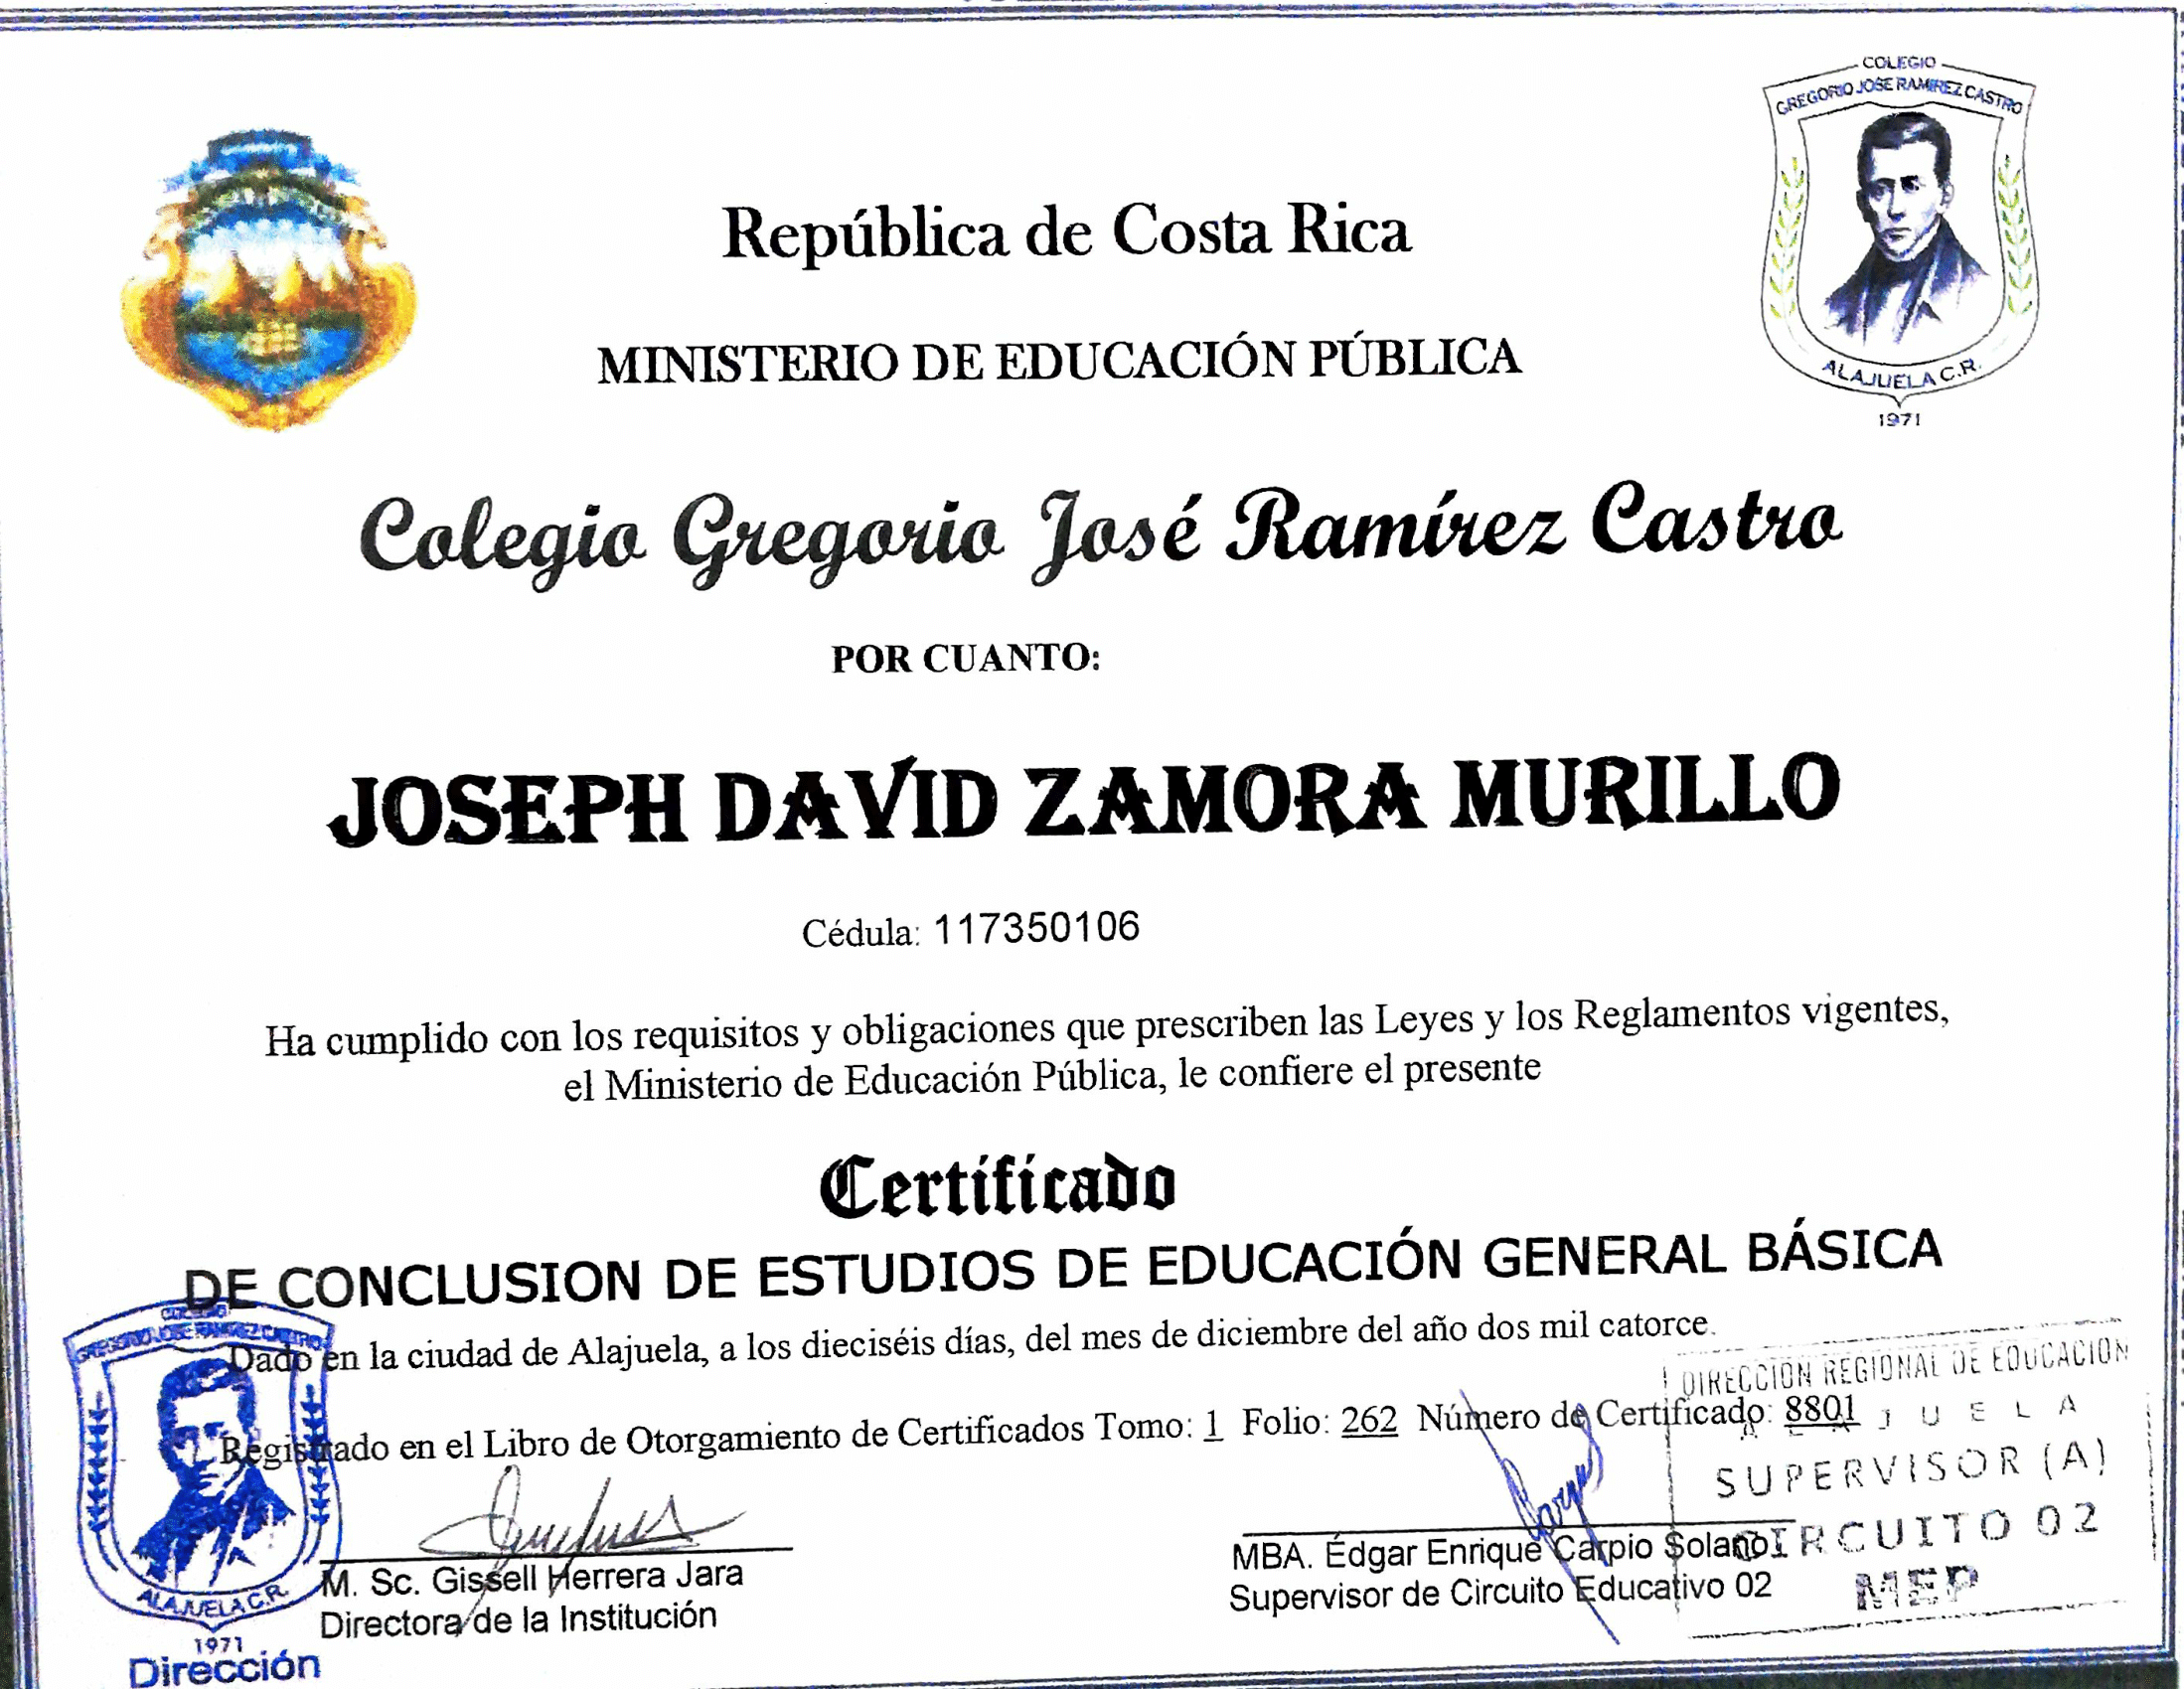 COLEGIO
GREGORIO JOSE RAMIREZ CASTRO
ALAJUELA C.R.
1971
República de Costa Rica
MINISTERIO DE EDUCACIÓN PÚBLICA
Colegio Gregorio José Ramírez Castro
POR CUANTO:
JOSEPH DAVID ZAMORA MURILLO
Cédula: 117350106
Ha cumplido con los requisitos y obligaciones que prescriben las Leyes y los Reglamentos vigentes,
el Ministerio de Educación Pública, le confiere el presente
Certificado
DE CONCLUSION DE ESTUDIOS DE EDUCACIÓN GENERAL BÁSICA
Dado en la ciudad de Alajuela, a los dieciséis días, del mes de diciembre del año dos mil catorce.
Registrado en el Libro de Otorgamiento de Certificados Tomo: 1 Folio: 262 Número de Certificado: 8801
M. Sc. Gissell Herrera Jara
Directora de la Institución
MBA. Édgar Enrique Carpio Solano
Supervisor de Circuito Educativo 02
COLEGIO
GREGORIO JOSE RAMIREZ CASTRO
ALAJUELA C.R.
1971
Dirección
DIRECCION REGIONAL DE EDUCACION
A L A J U E L A
SUPERVISOR (A)
CIRCUITO 02
MEP